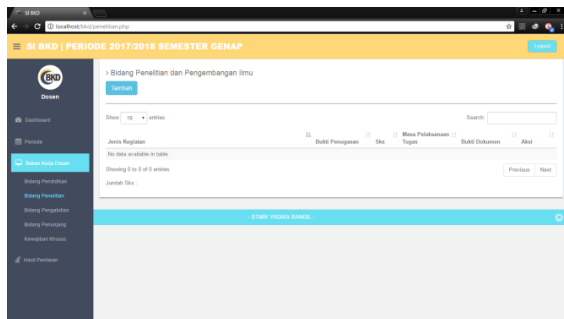 SI BKD
localhost/bkd/penelitian.php
SI BKD | PERIODE 2017/2018 SEMESTER GENAP
Logout
BKD
Dosen
> Bidang Penelitian dan Pengembangan Ilmu
Tambah
Dashboard
Show 10 entries
Search:
Periode
Jenis Kegiatan
Bukti Penugasan
Sks
Masa Pelaksanaan Tugas
Bukti Dokumen
Aksi
No data available in table
Beban Kerja Dosen
Showing 0 to 0 of 0 entries
Previous
Next
Bidang Pendidikan
Jumlah Sks :
Bidang Penelitian
Bidang Pengabdian
Bidang Penunjang
Kewajiban Khusus
STMIK YADIKA BANGIL
Hasil Penilaian